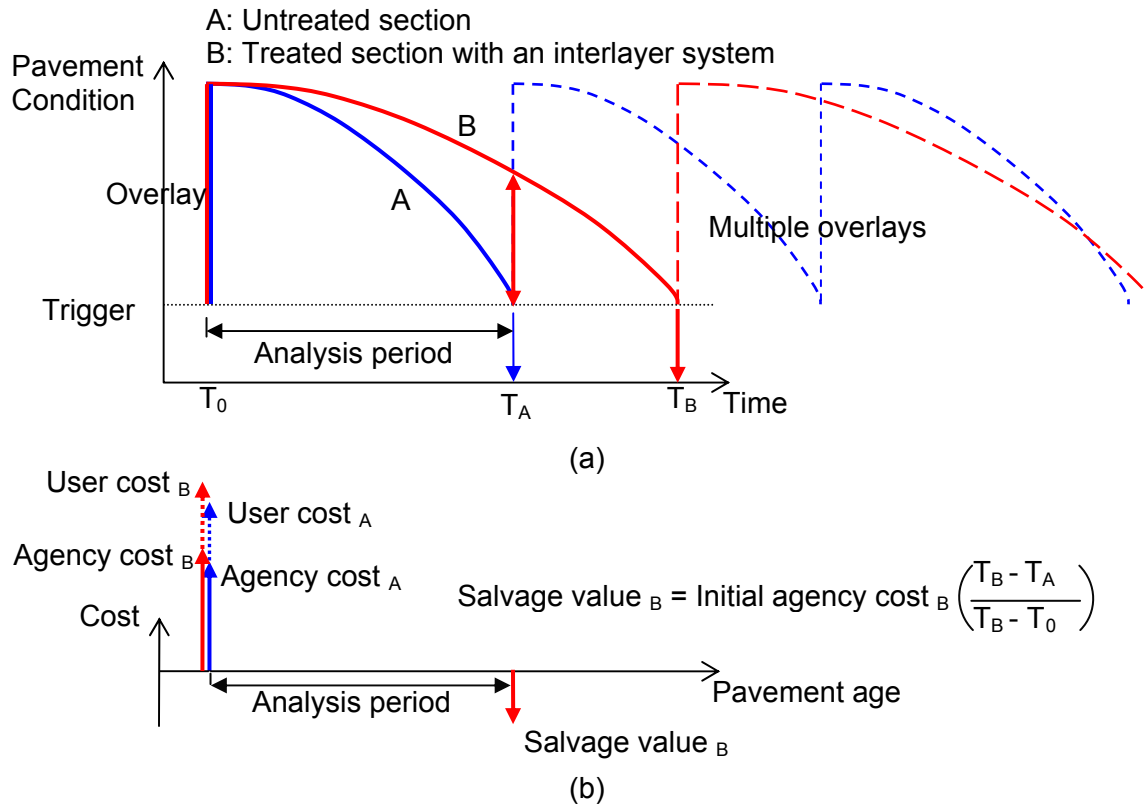 A: Untreated section
B: Treated section with an interlayer system
Pavement
Condition
B
A
Overlay
Multiple overlays
Trigger
Analysis period
T0
TA
TB
Time
(a)
User cost B
User cost A
Agency cost B
Agency cost A
Salvage value B = Initial agency cost B ( TB - TA / TB - T0 )
Cost
Analysis period
Pavement age
Salvage value B
(b)